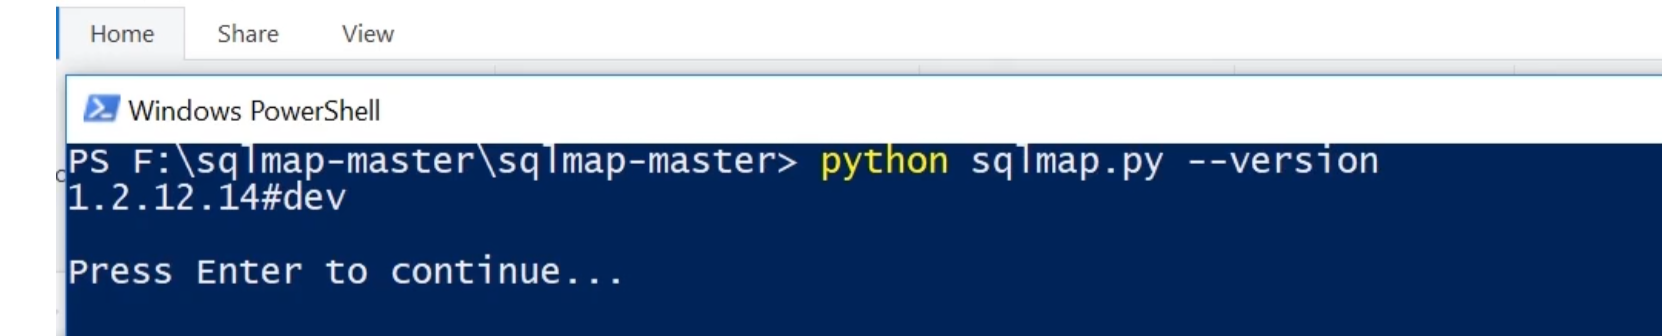 Home Share View
Windows PowerShell
PS F:\sqlmap-master\sqlmap-master> python sqlmap.py --version
1.2.12.14#dev
Press Enter to continue...